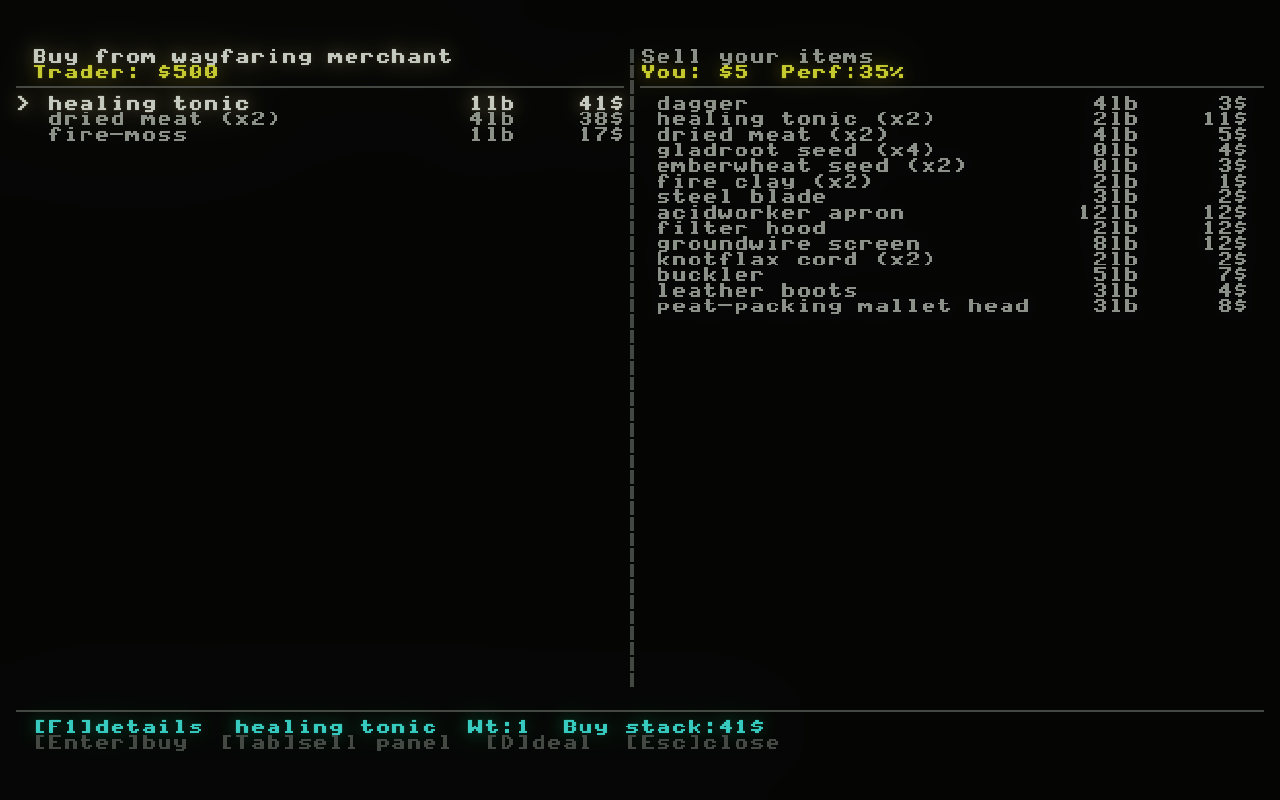 Buy from wayfaring merchant
Trader: $500
> healing tonic 1lb 41$
dried meat (x2) 4lb 38$
fire-moss 1lb 17$
Sell your items
You: $5 Perf:35%
dagger 4lb 3$
healing tonic (x2) 2lb 11$
dried meat (x2) 4lb 5$
gladroot seed (x4) 0lb 4$
emberwheat seed (x2) 0lb 3$
fire clay (x2) 2lb 1$
steel blade 3lb 2$
acidworker apron 12lb 12$
filter hood 2lb 12$
groundwire screen 8lb 12$
knotflax cord (x2) 2lb 2$
buckler 5lb 7$
leather boots 3lb 4$
peat-packing mallet head 3lb 8$
[F1]details healing tonic Wt:1 Buy stack:41$
[Enter]buy [Tab]sell panel [D]deal [Esc]close